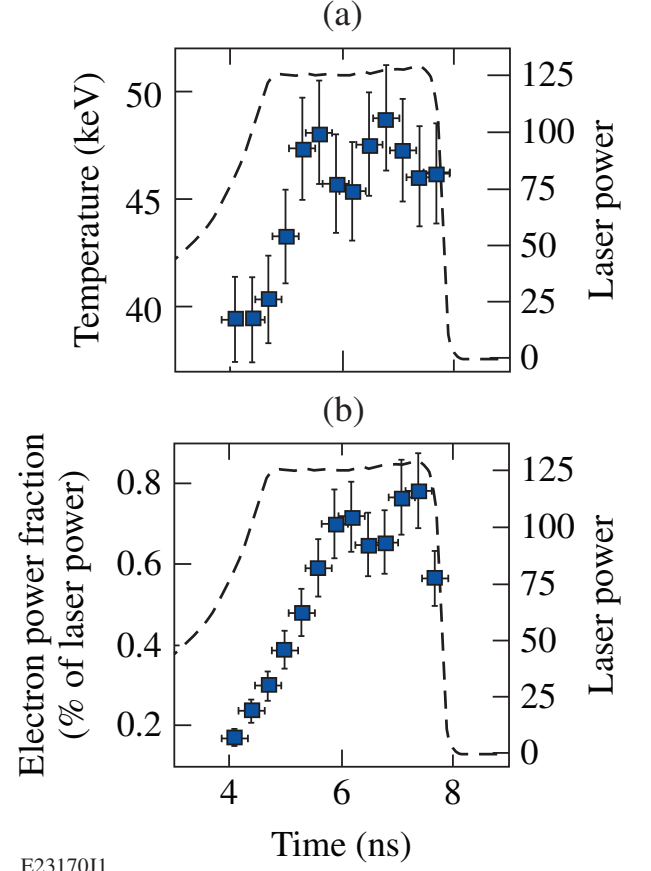 (a)
Temperature (keV)
50
45
40
125
100
75
50
25
0
Laser power
(b)
Electron power fraction
(% of laser power)
0.8
0.6
0.4
0.2
125
100
75
50
25
0
Laser power
4 6 8
Time (ns)
E23170J1